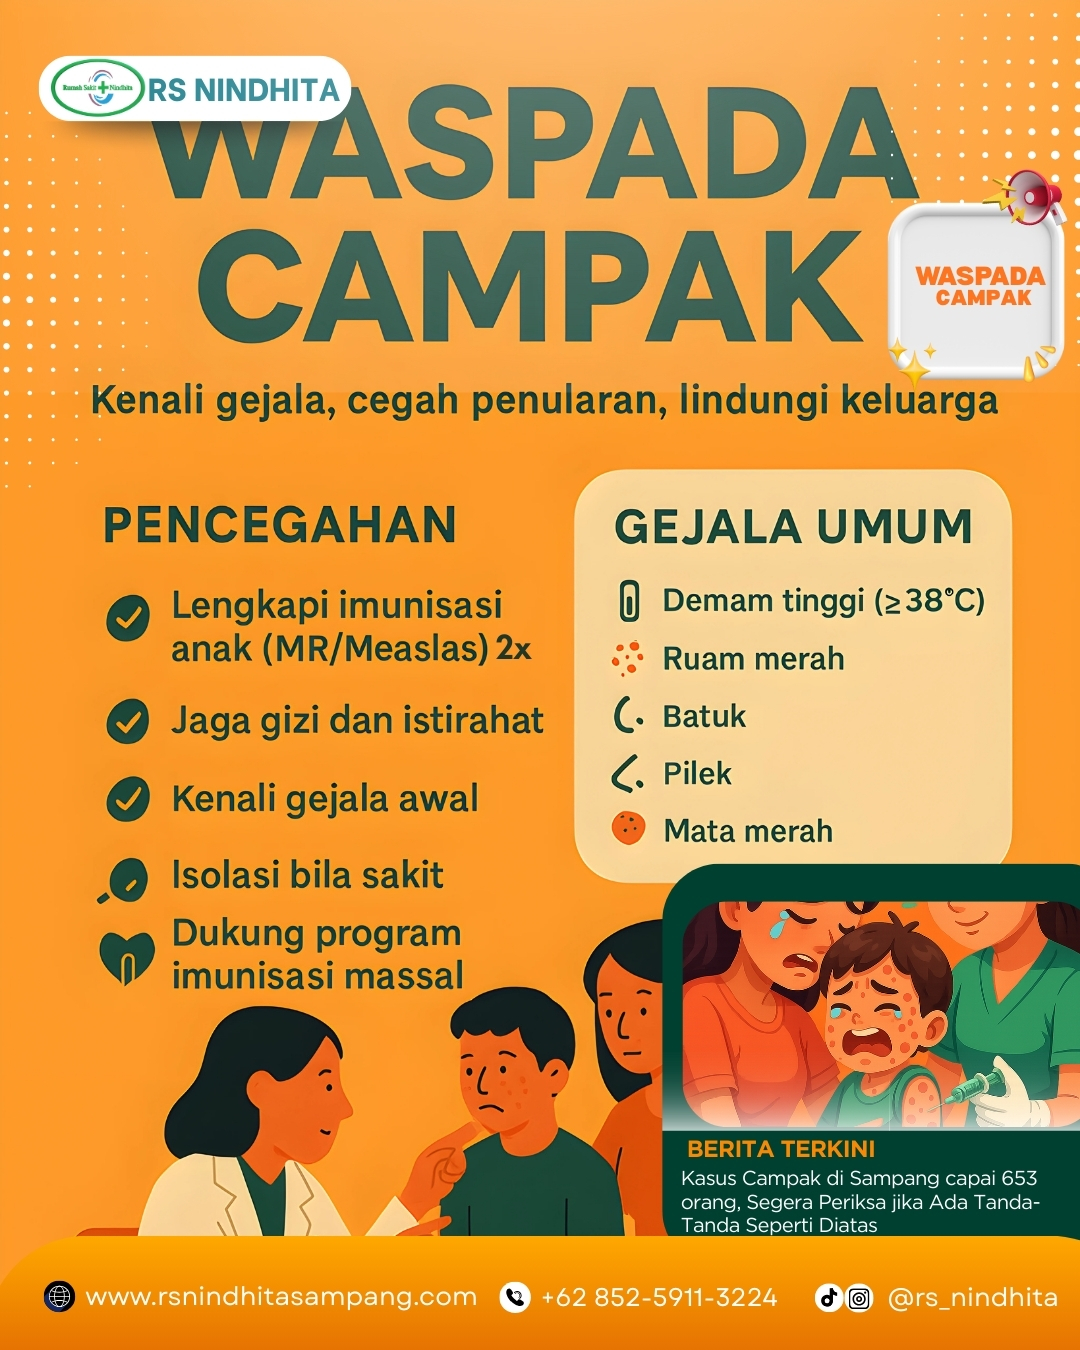 Rumah Sakit Nindhita
RS NINDHITA
WASPADA
CAMPAK
WASPADA
CAMPAK
Kenali gejala, cegah penularan, lindungi keluarga
PENCEGAHAN
Lengkapi imunisasi
anak (MR/Measlas) 2x
Jaga gizi dan istirahat
Kenali gejala awal
Isolasi bila sakit
Dukung program
imunisasi massal
GEJALA UMUM
Demam tinggi (≥38°C)
Ruam merah
Batuk
Pilek
Mata merah
BERITA TERKINI
Kasus Campak di Sampang capai 653
orang, Segera Periksa jika Ada Tanda-
Tanda Seperti Diatas
www.rsnindhitasampang.com
+62 852-5911-3224
@rs_nindhita